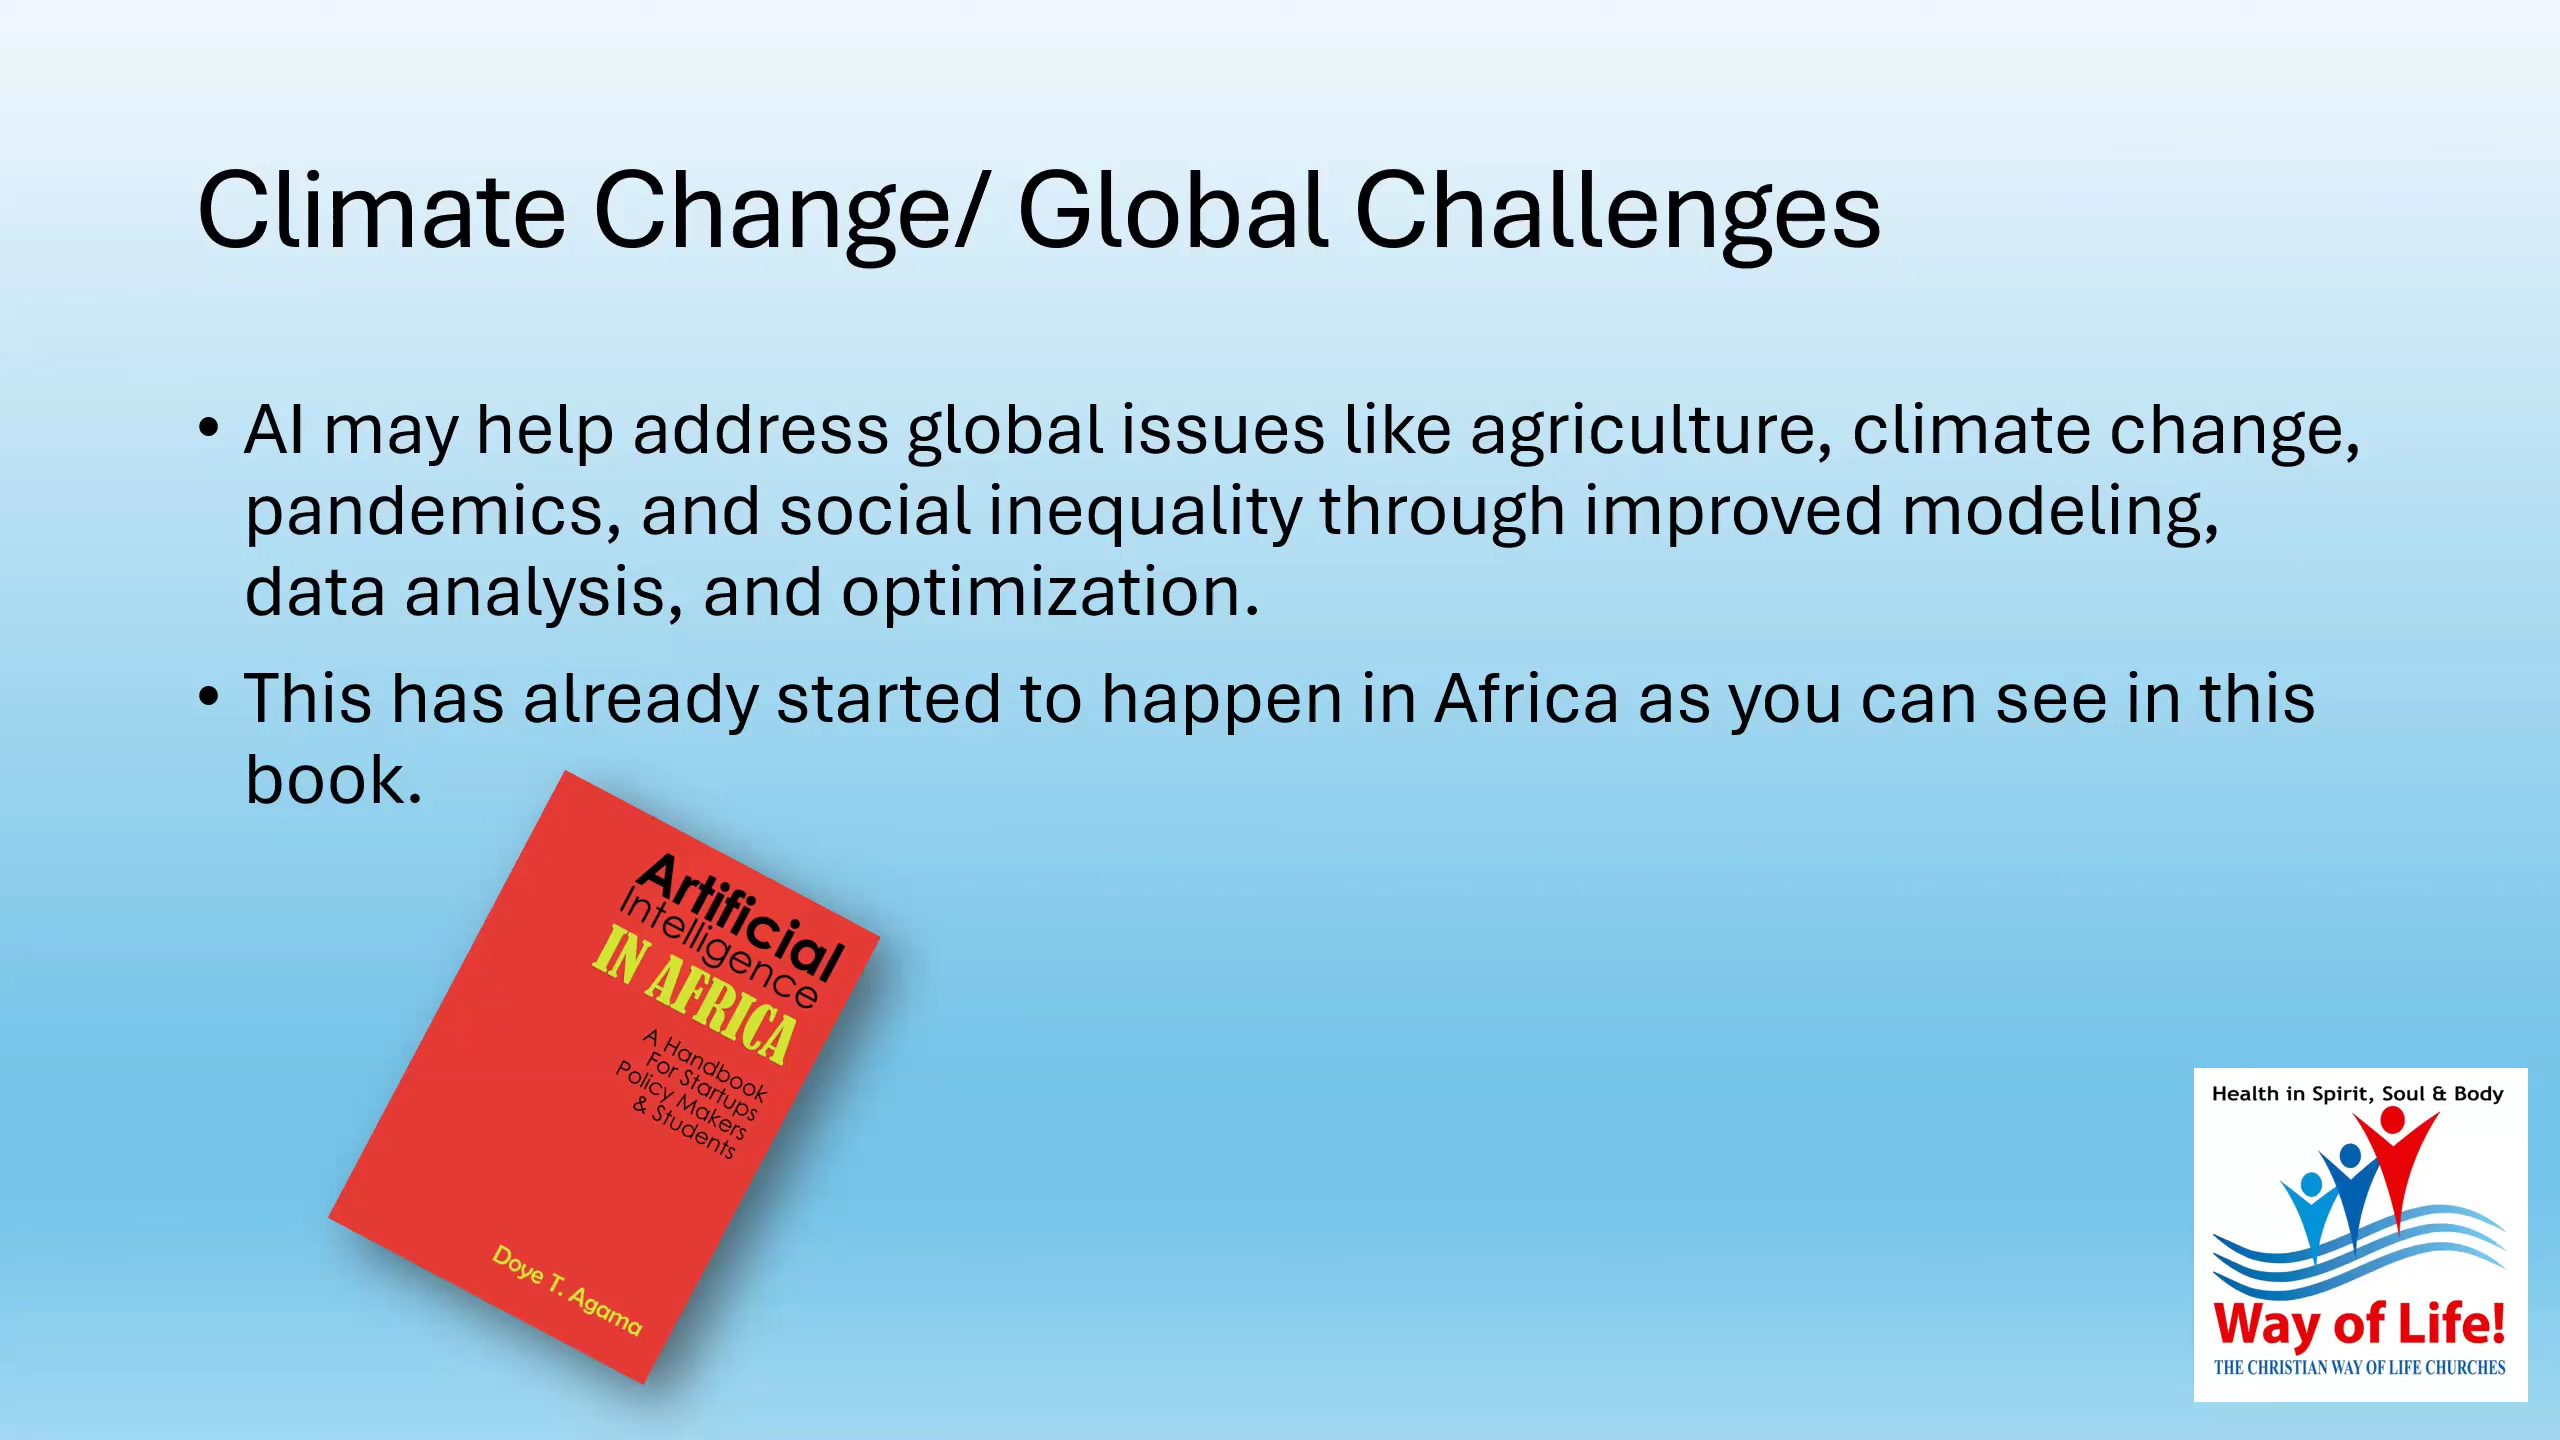 Climate Change/ Global Challenges
• AI may help address global issues like agriculture, climate change,
pandemics, and social inequality through improved modeling,
data analysis, and optimization.
• This has already started to happen in Africa as you can see in this
book.
Artificial
Intelligence
IN AFRICA
A Handbook
For Startups
Policy Makers
& Students
Doye T. Agama
Health in Spirit, Soul & Body
Way of Life!
THE CHRISTIAN WAY OF LIFE CHURCHES